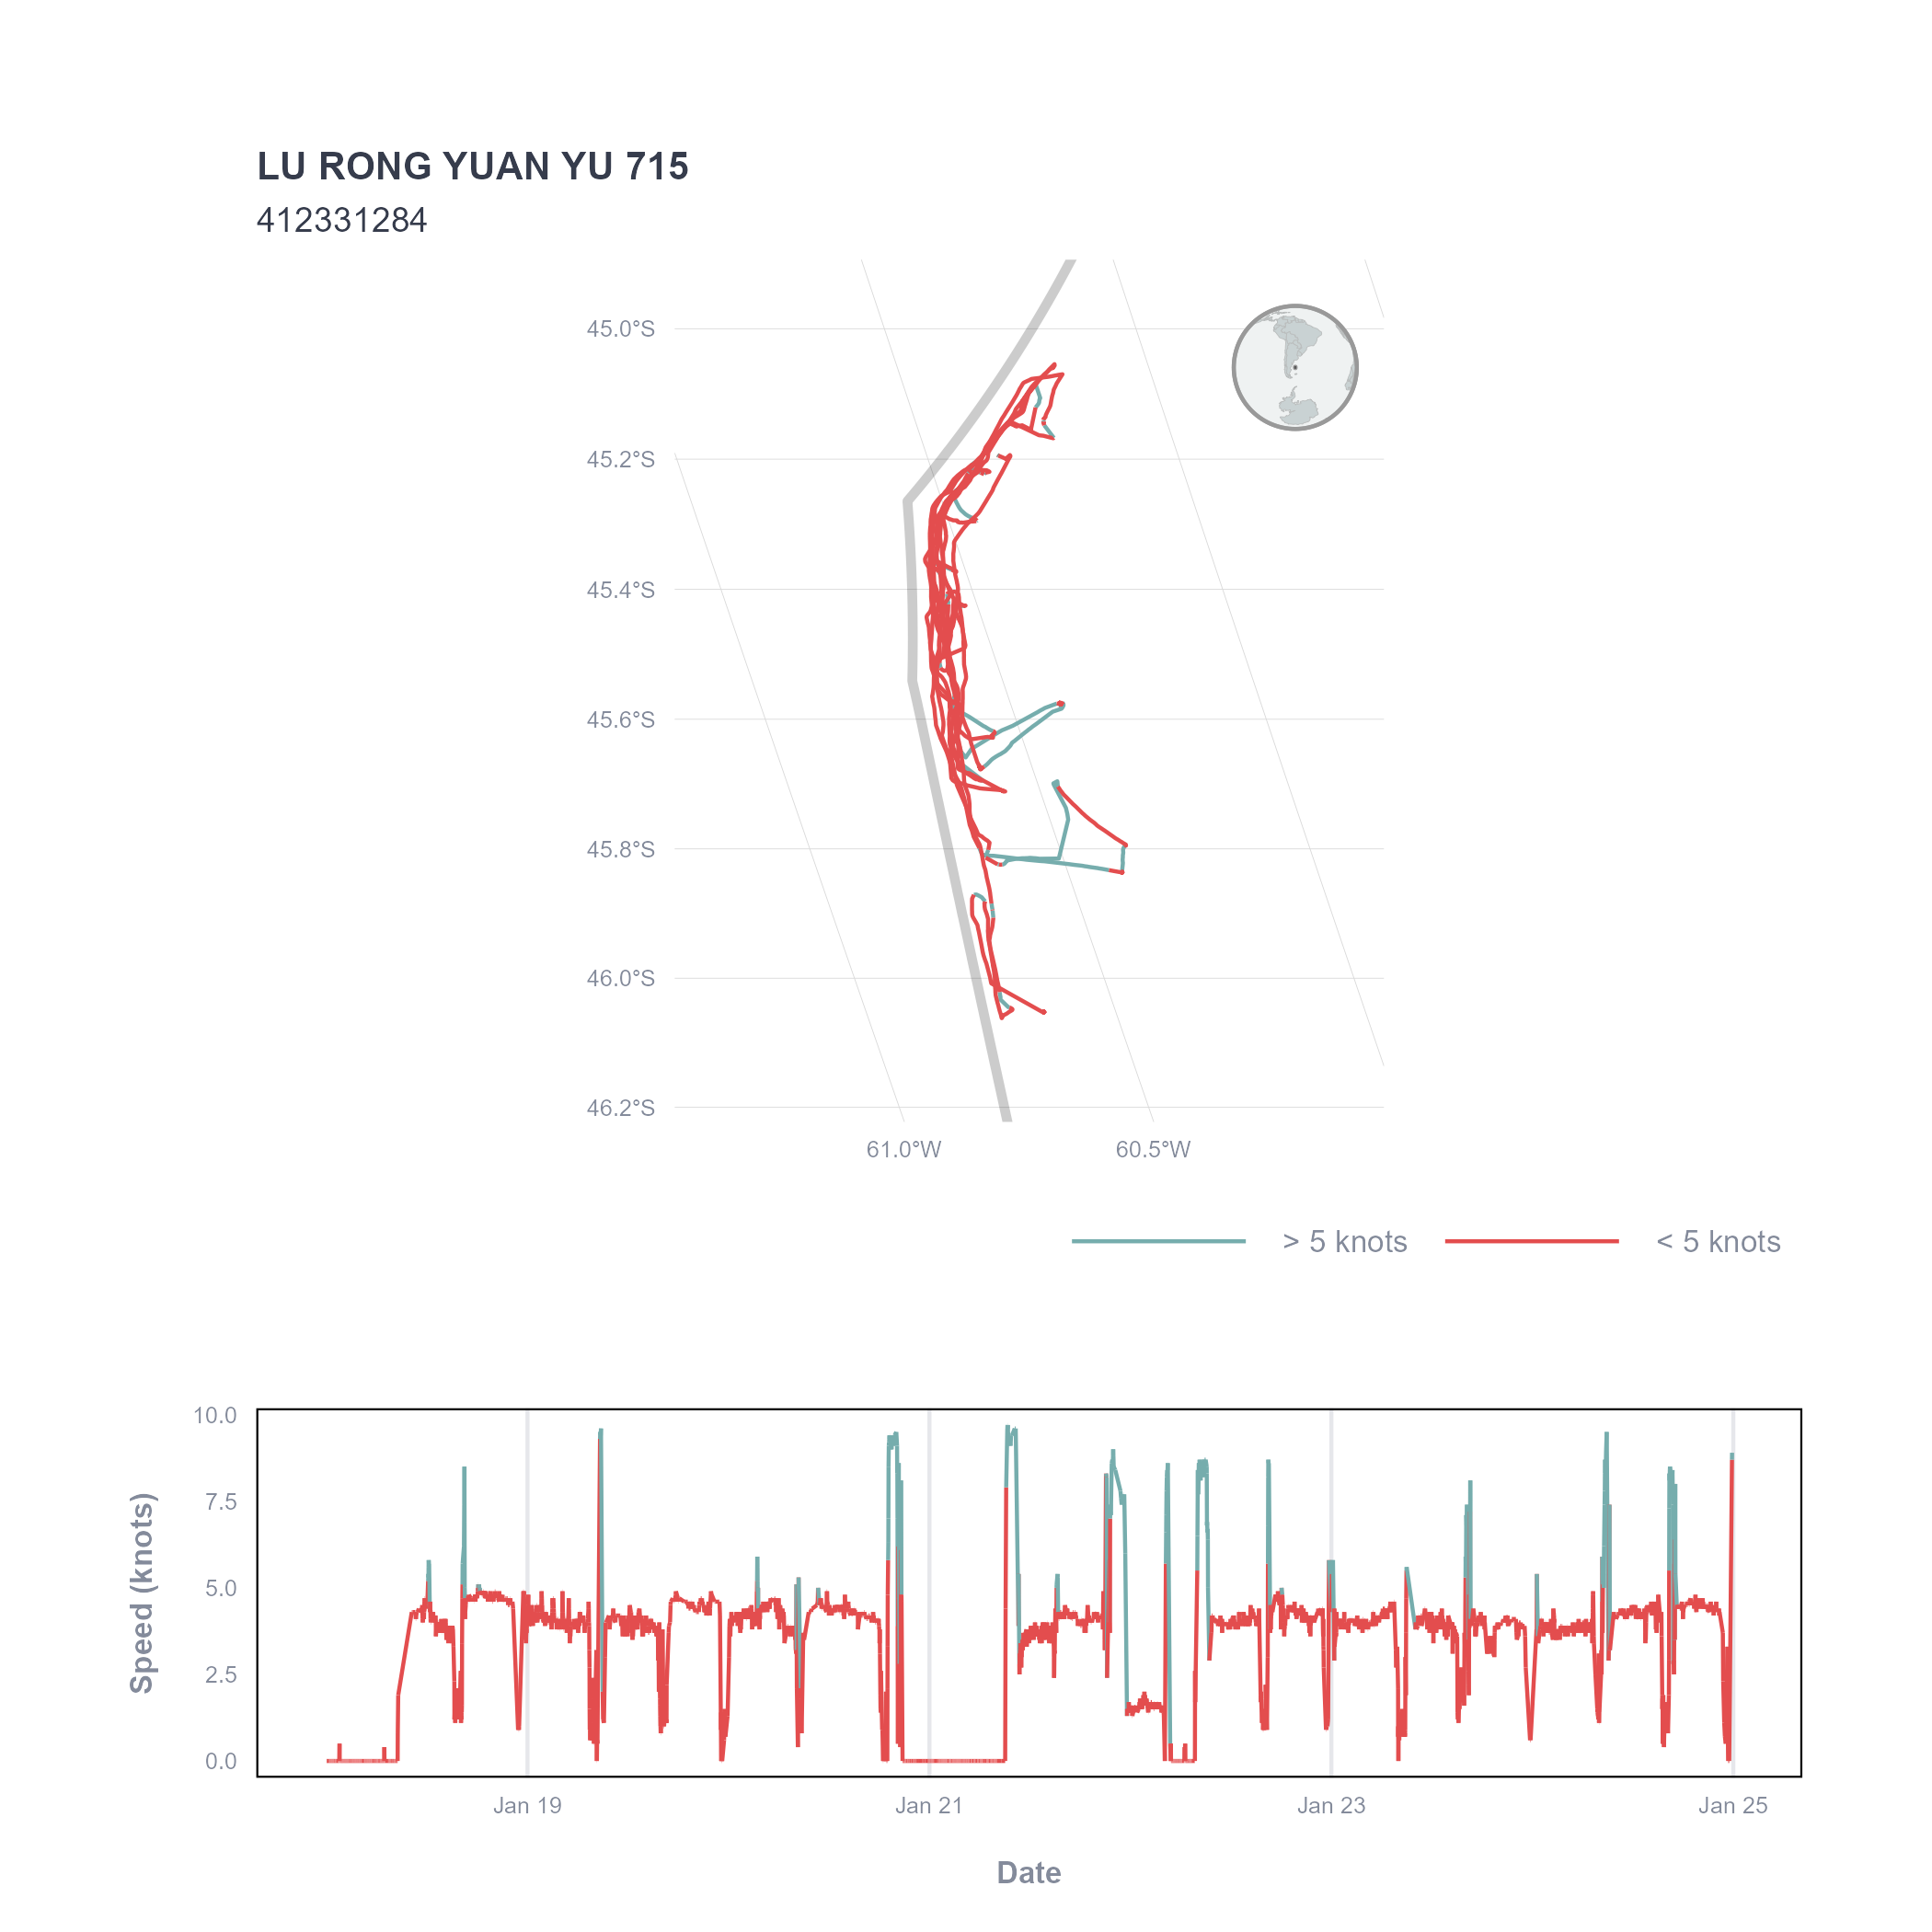 LU RONG YUAN YU 715
412331284
45.0°S
45.2°S
45.4°S
45.6°S
45.8°S
46.0°S
46.2°S
61.0°W 60.5°W
> 5 knots < 5 knots
10.0
7.5
5.0
2.5
0.0
Speed (knots)
Jan 19 Jan 21 Jan 23 Jan 25
Date